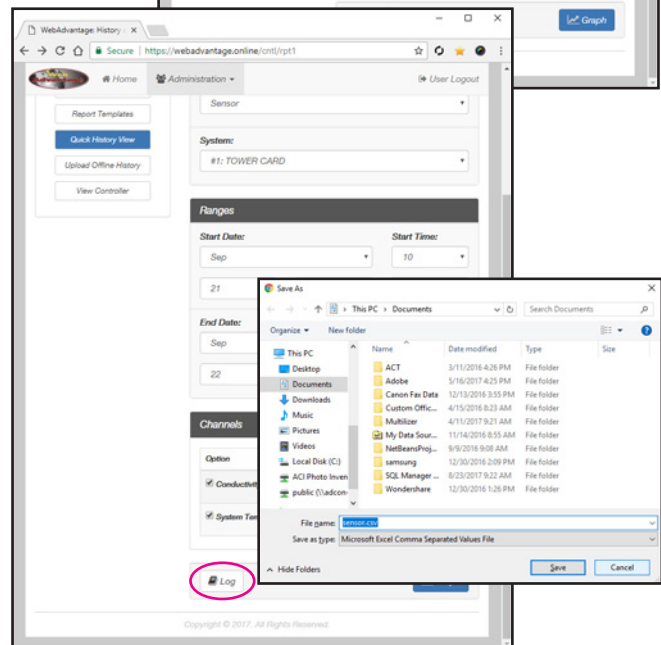 Graph
WebAdvantage: History
Secure | https://webadvantage.online/cntl/rpt1
Home
Administration
User Logout
Report Templates
Quick History View
Upload Offline History
View Controller
Sensor
System:
#1: TOWER CARD
Ranges
Start Date:
Start Time:
Sep
10
21
End Date:
Sep
22
Channels
Option
Conductivit
System Tem
Log
Copyright © 2017. All Rights Reserved.
Save As
This PC > Documents
Search Documents
Organize
New folder
This PC
Desktop
Documents
Downloads
Music
Pictures
Videos
Local Disk (C:)
ACI Photo Inven
public (\\adcon-
Name Date modified Type Size
ACT 3/11/2016 4:26 PM File folder
Adobe 5/16/2017 4:25 PM File folder
Canon Fax Data 12/13/2016 3:55 PM File folder
Custom Offic... 4/15/2016 8:23 AM File folder
Multilizer 4/11/2017 9:21 AM File folder
My Data Sour... 11/14/2016 8:55 AM File folder
NetBeansProj... 9/9/2016 9:08 AM File folder
samsung 12/30/2016 2:09 PM File folder
SQL Manager ... 8/23/2017 9:22 AM File folder
Wondershare 12/30/2016 1:26 PM File folder
File name: sensor.csv
Save as type: Microsoft Excel Comma Separated Values File
Hide Folders
Save
Cancel